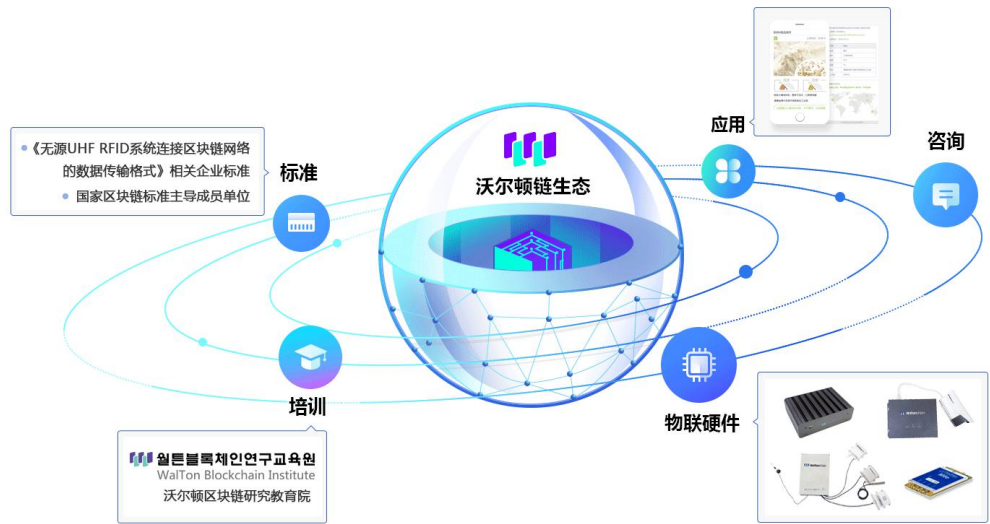 应用
咨询
《无源UHF RFID系统连接区块链网络
的数据传输格式》相关企业标准
国家区块链标准主导成员单位
标准
沃尔顿链生态
培训
物联硬件
월튼블록체인연구교육원
WalTon Blockchain Institute
沃尔顿区块链研究教育院